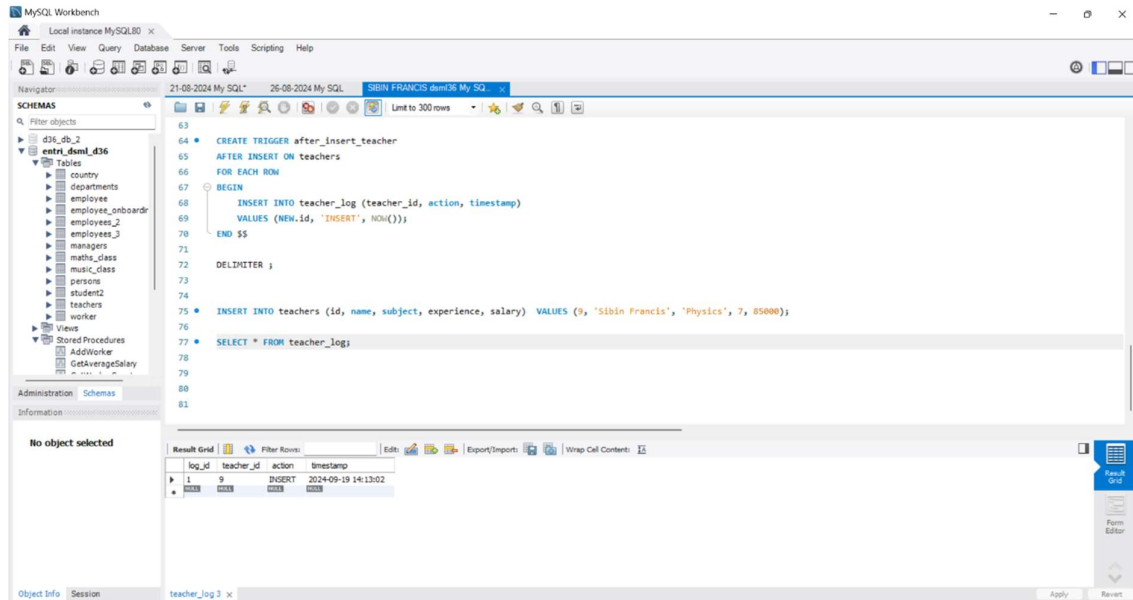 MySQL Workbench
Local instance MySQL80
File Edit View Query Database Server Tools Scripting Help
Navigator
SCHEMAS
Filter objects
d36_db_2
entri_dsml_d36
Tables
country
departments
employee
employee_onboardir
employees_2
employees_3
managers
maths_class
music_class
persons
student2
teachers
worker
Views
Stored Procedures
AddWorker
GetAverageSalary
Administration Schemas
Information
No object selected
Object Info Session
21-08-2024 My SQL* 26-08-2024 My SQL SIBIN FRANCIS dsml36 My SQ...
Limit to 300 rows
63
64 CREATE TRIGGER after_insert_teacher
65 AFTER INSERT ON teachers
66 FOR EACH ROW
67 BEGIN
68 INSERT INTO teacher_log (teacher_id, action, timestamp)
69 VALUES (NEW.id, 'INSERT', NOW());
70 END $$
71
72 DELIMITER ;
73
74
75 INSERT INTO teachers (id, name, subject, experience, salary) VALUES (9, 'Sibin Francis', 'Physics', 7, 85000);
76
77 SELECT * FROM teacher_log;
78
79
80
81
Result Grid Filter Rows: Edit: Export/Import: Wrap Cell Content:
log_id teacher_id action timestamp
1 9 INSERT 2024-09-19 14:13:02
NULL NULL NULL NULL
Result
Grid
Form
Editor
teacher_log 3
Apply Revert